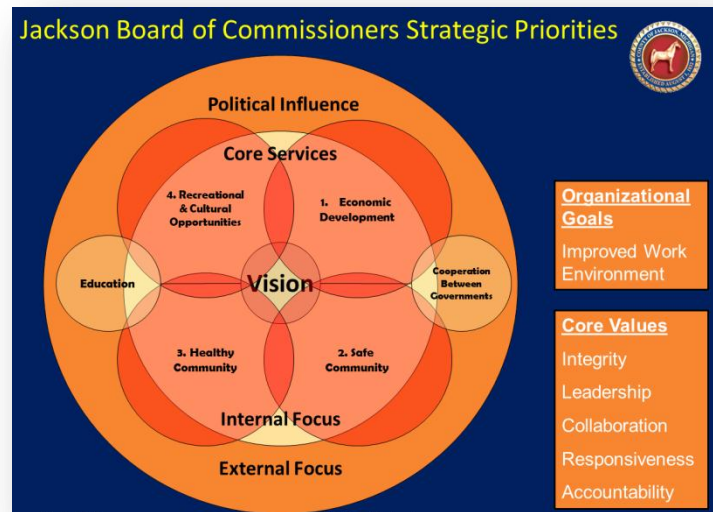 Jackson Board of Commissioners Strategic Priorities
Political Influence
Core Services
4. Recreational
& Cultural
Opportunities
1. Economic
Development
Education
Vision
Cooperation
Between
Governments
3. Healthy
Community
2. Safe
Community
Internal Focus
External Focus
Organizational
Goals
Improved Work
Environment
Core Values
Integrity
Leadership
Collaboration
Responsiveness
Accountability